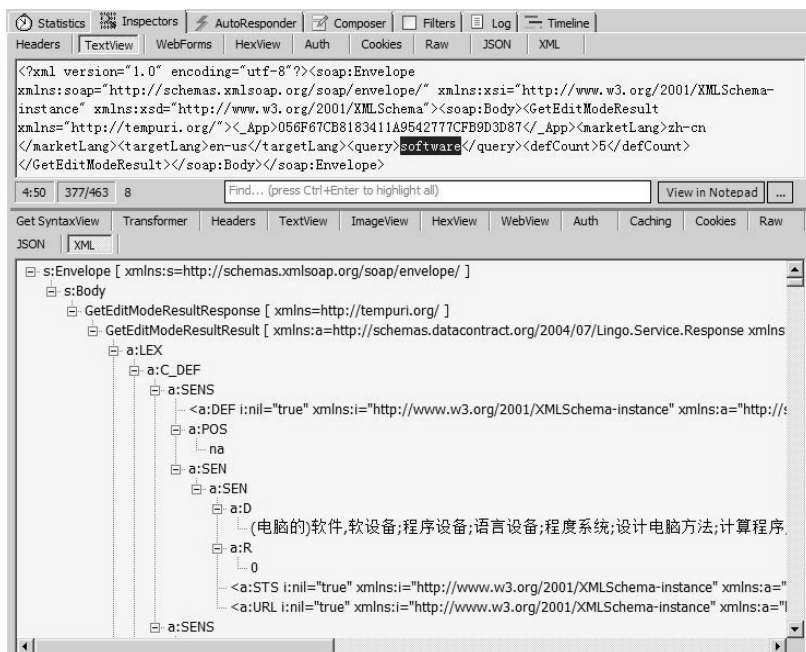 Statistics Inspectors AutoResponder Composer Filters Log Timeline
Headers TextView WebForms HexView Auth Cookies Raw JSON XML
<?xml version="1.0" encoding="utf-8"?><soap:Envelope
xmlns:soap="http://schemas.xmlsoap.org/soap/envelope/" xmlns:xsi="http://www.w3.org/2001/XMLSchema-
instance" xmlns:xsd="http://www.w3.org/2001/XMLSchema"><soap:Body><GetEditModeResult
xmlns="http://tempuri.org/"><_App>056F67CB8183411A9542777CFB9D3D87</_App><marketLang>zh-cn
</marketLang><targetLang>en-us</targetLang><query>software</query><defCount>5</defCount>
</GetEditModeResult></soap:Body></soap:Envelope>
4:50 377/463 8 Find... (press Ctrl+Enter to highlight all) View in Notepad ...
Get SyntaxView Transformer Headers TextView ImageView HexView WebView Auth Caching Cookies Raw
JSON XML
s:Envelope [ xmlns:s=http://schemas.xmlsoap.org/soap/envelope/ ]
s:Body
GetEditModeResultResponse [ xmlns=http://tempuri.org/ ]
GetEditModeResultResult [ xmlns:a=http://schemas.datacontract.org/2004/07/Lingo.Service.Response xmlns
a:LEX
a:C_DEF
a:SENS
<a:DEF i:nil="true" xmlns:i="http://www.w3.org/2001/XMLSchema-instance" xmlns:a="http://s
a:POS
na
a:SEN
a:SEN
a:D
(电脑的)软件,软设备;程序设备;语言设备;程度系统;设计电脑方法;计算程序,
a:R
0
<a:STS i:nil="true" xmlns:i="http://www.w3.org/2001/XMLSchema-instance" xmlns:a="
<a:URL i:nil="true" xmlns:i="http://www.w3.org/2001/XMLSchema-instance" xmlns:a="
a:SENS